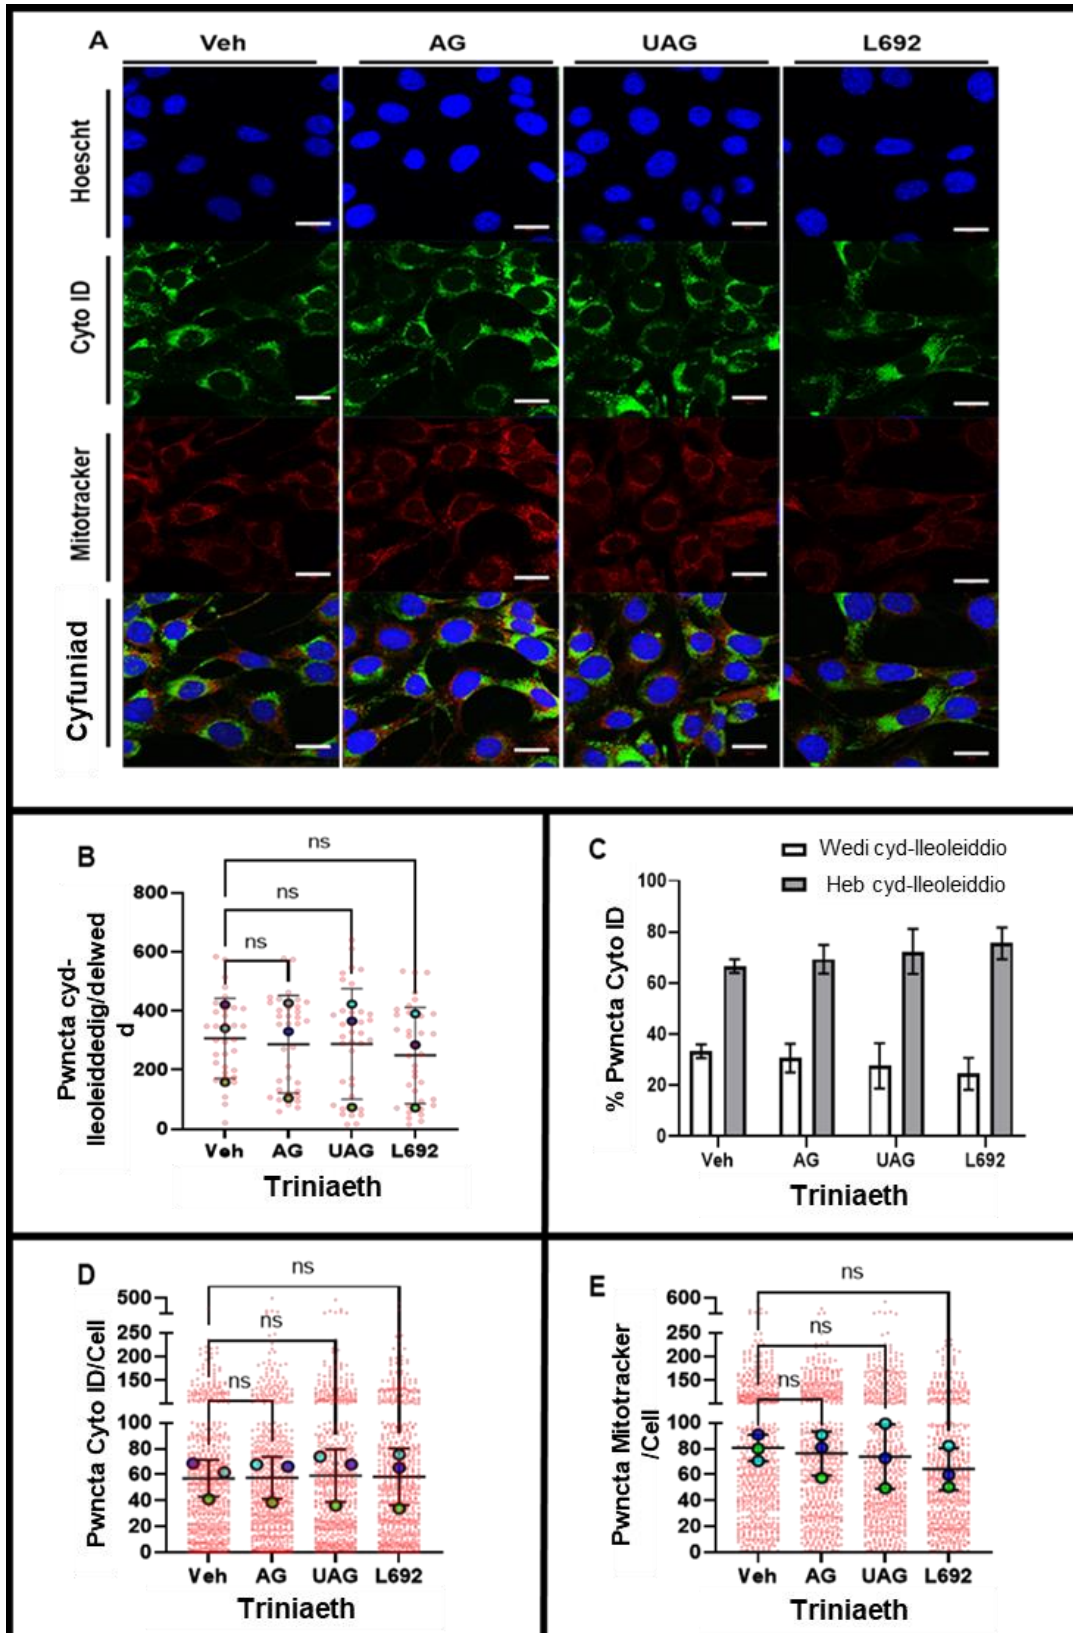 A
Veh AG UAG L692
Hoescht
Cyto ID
Mitotracker
Cyfuniad
B
ns
ns
ns
800
600
400
200
0
Pwncta cyd-
lleoleiddedig/delwed
d
Veh AG UAG L692
Triniaeth
C
Wedi cyd-lleoleiddio
Heb cyd-lleoleiddio
100
80
60
40
20
0
% Pwncta Cyto ID
Veh AG UAG L692
Triniaeth
D
ns
ns
ns
500
250
200
150
100
80
60
40
20
0
Pwncta Cyto ID/Cell
Veh AG UAG L692
Triniaeth
E
ns
ns
ns
600
250
200
150
100
80
60
40
20
0
Pwncta Mitotracker
/Cell
Veh AG UAG L692
Triniaeth